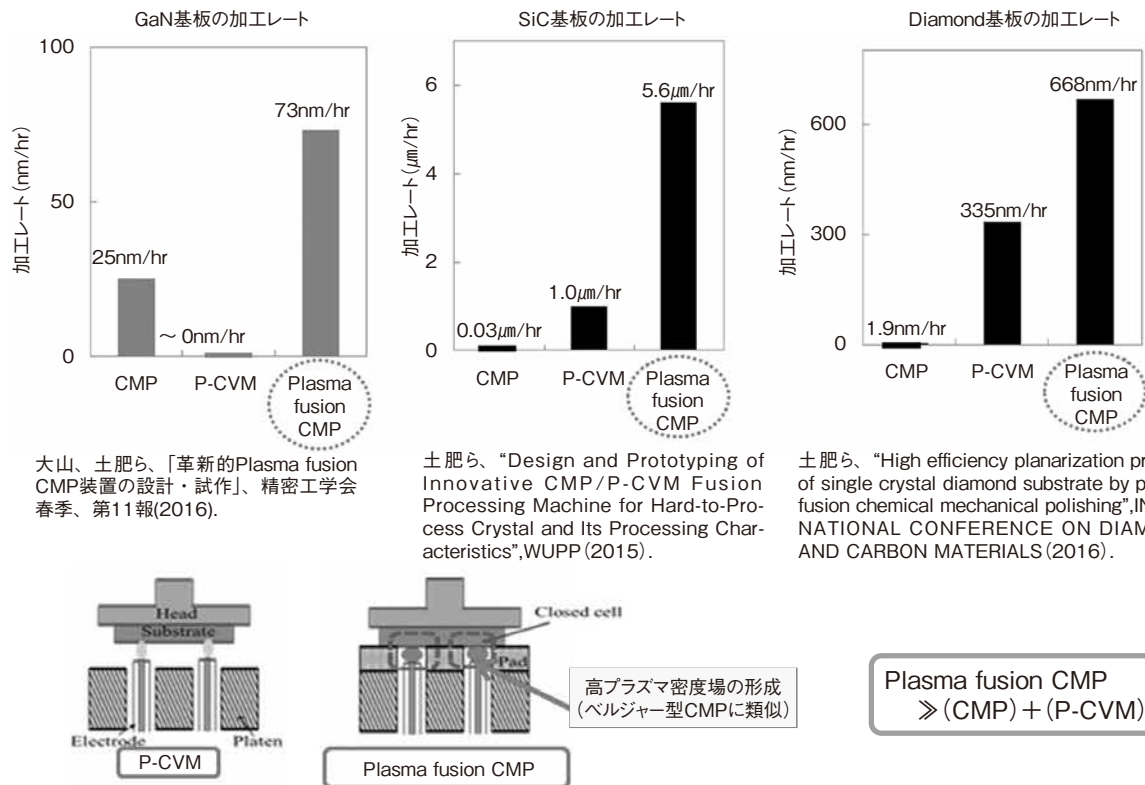 GaN基板の加工レート
加工レート(nm/hr)
100
50
0
25nm/hr
～0nm/hr
73nm/hr
CMP
P-CVM
Plasma
fusion
CMP
大山、土肥ら、「革新的Plasma fusion
CMP装置の設計・試作」、精密工学会
春季、第11報(2016).
SiC基板の加工レート
加工レート(μm/hr)
6
4
2
0
0.03μm/hr
1.0μm/hr
5.6μm/hr
CMP
P-CVM
Plasma
fusion
CMP
土肥ら、“Design and Prototyping of
Innovative CMP/P-CVM Fusion
Processing Machine for Hard-to-Pro-
cess Crystal and Its Processing Char-
acteristics”,WUPP(2015).
Diamond基板の加工レート
加工レート(nm/hr)
600
300
0
1.9nm/hr
335nm/hr
668nm/hr
CMP
P-CVM
Plasma
fusion
CMP
土肥ら、“High efficiency planarization pr
of single crystal diamond substrate by p
fusion chemical mechanical polishing”,IN
NATIONAL CONFERENCE ON DIAM
AND CARBON MATERIALS(2016).
Head
Substrate
Electrode
Platen
P-CVM
Closed cell
Pad
高プラズマ密度場の形成
(ベルジャー型CMPに類似)
Plasma fusion CMP
Plasma fusion CMP
≫(CMP)＋(P-CVM)